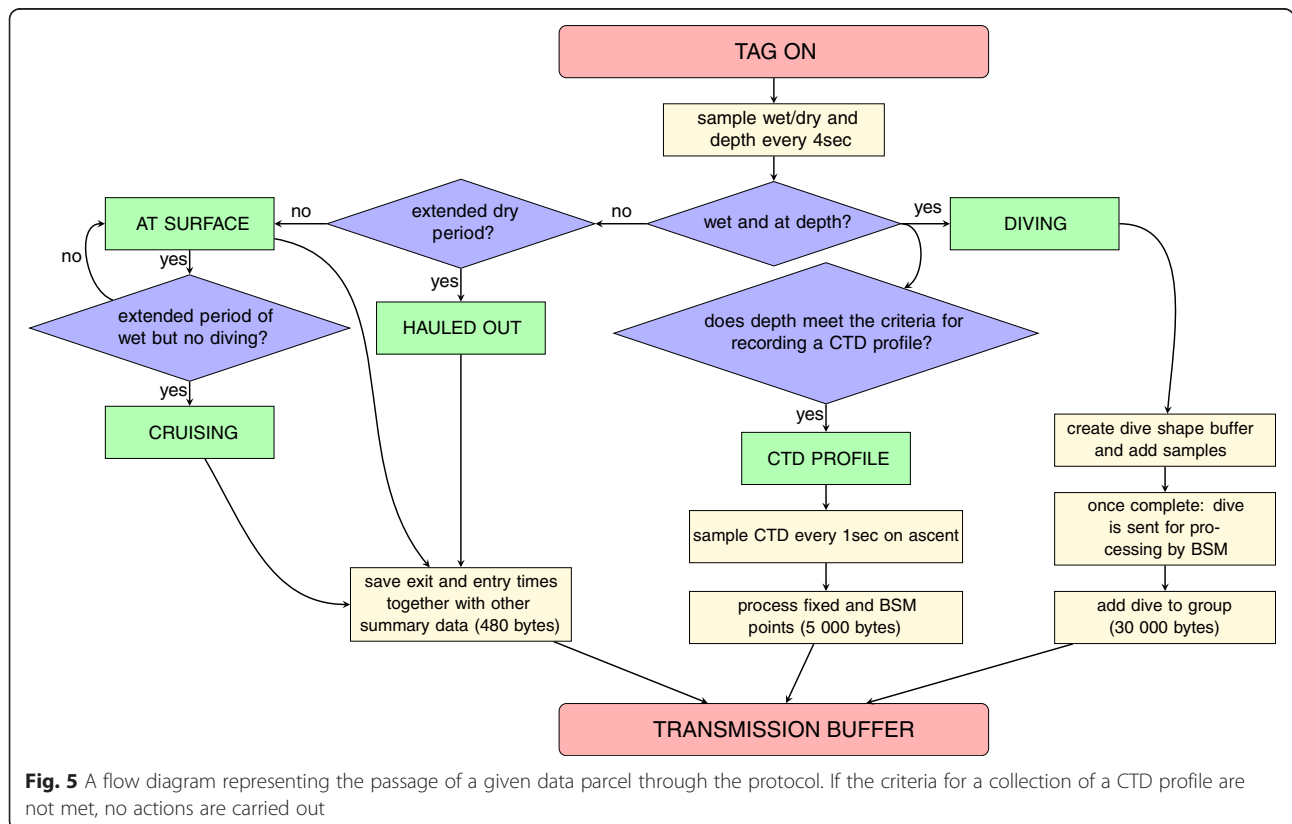 TAG ON
sample wet/dry and
depth every 4sec
wet and at depth?
yes
DIVING
no
extended dry
period?
no
AT SURFACE
yes
no
extended period of
wet but no diving?
yes
CRUISING
yes
HAULED OUT
does depth meet the criteria for
recording a CTD profile?
yes
CTD PROFILE
sample CTD every 1sec on ascent
process fixed and BSM
points (5 000 bytes)
create dive shape buffer
and add samples
once complete: dive
is sent for pro-
cessing by BSM
add dive to group
(30 000 bytes)
save exit and entry times
together with other
summary data (480 bytes)
TRANSMISSION BUFFER
Fig. 5 A flow diagram representing the passage of a given data parcel through the protocol. If the criteria for a collection of a CTD profile are
not met, no actions are carried out